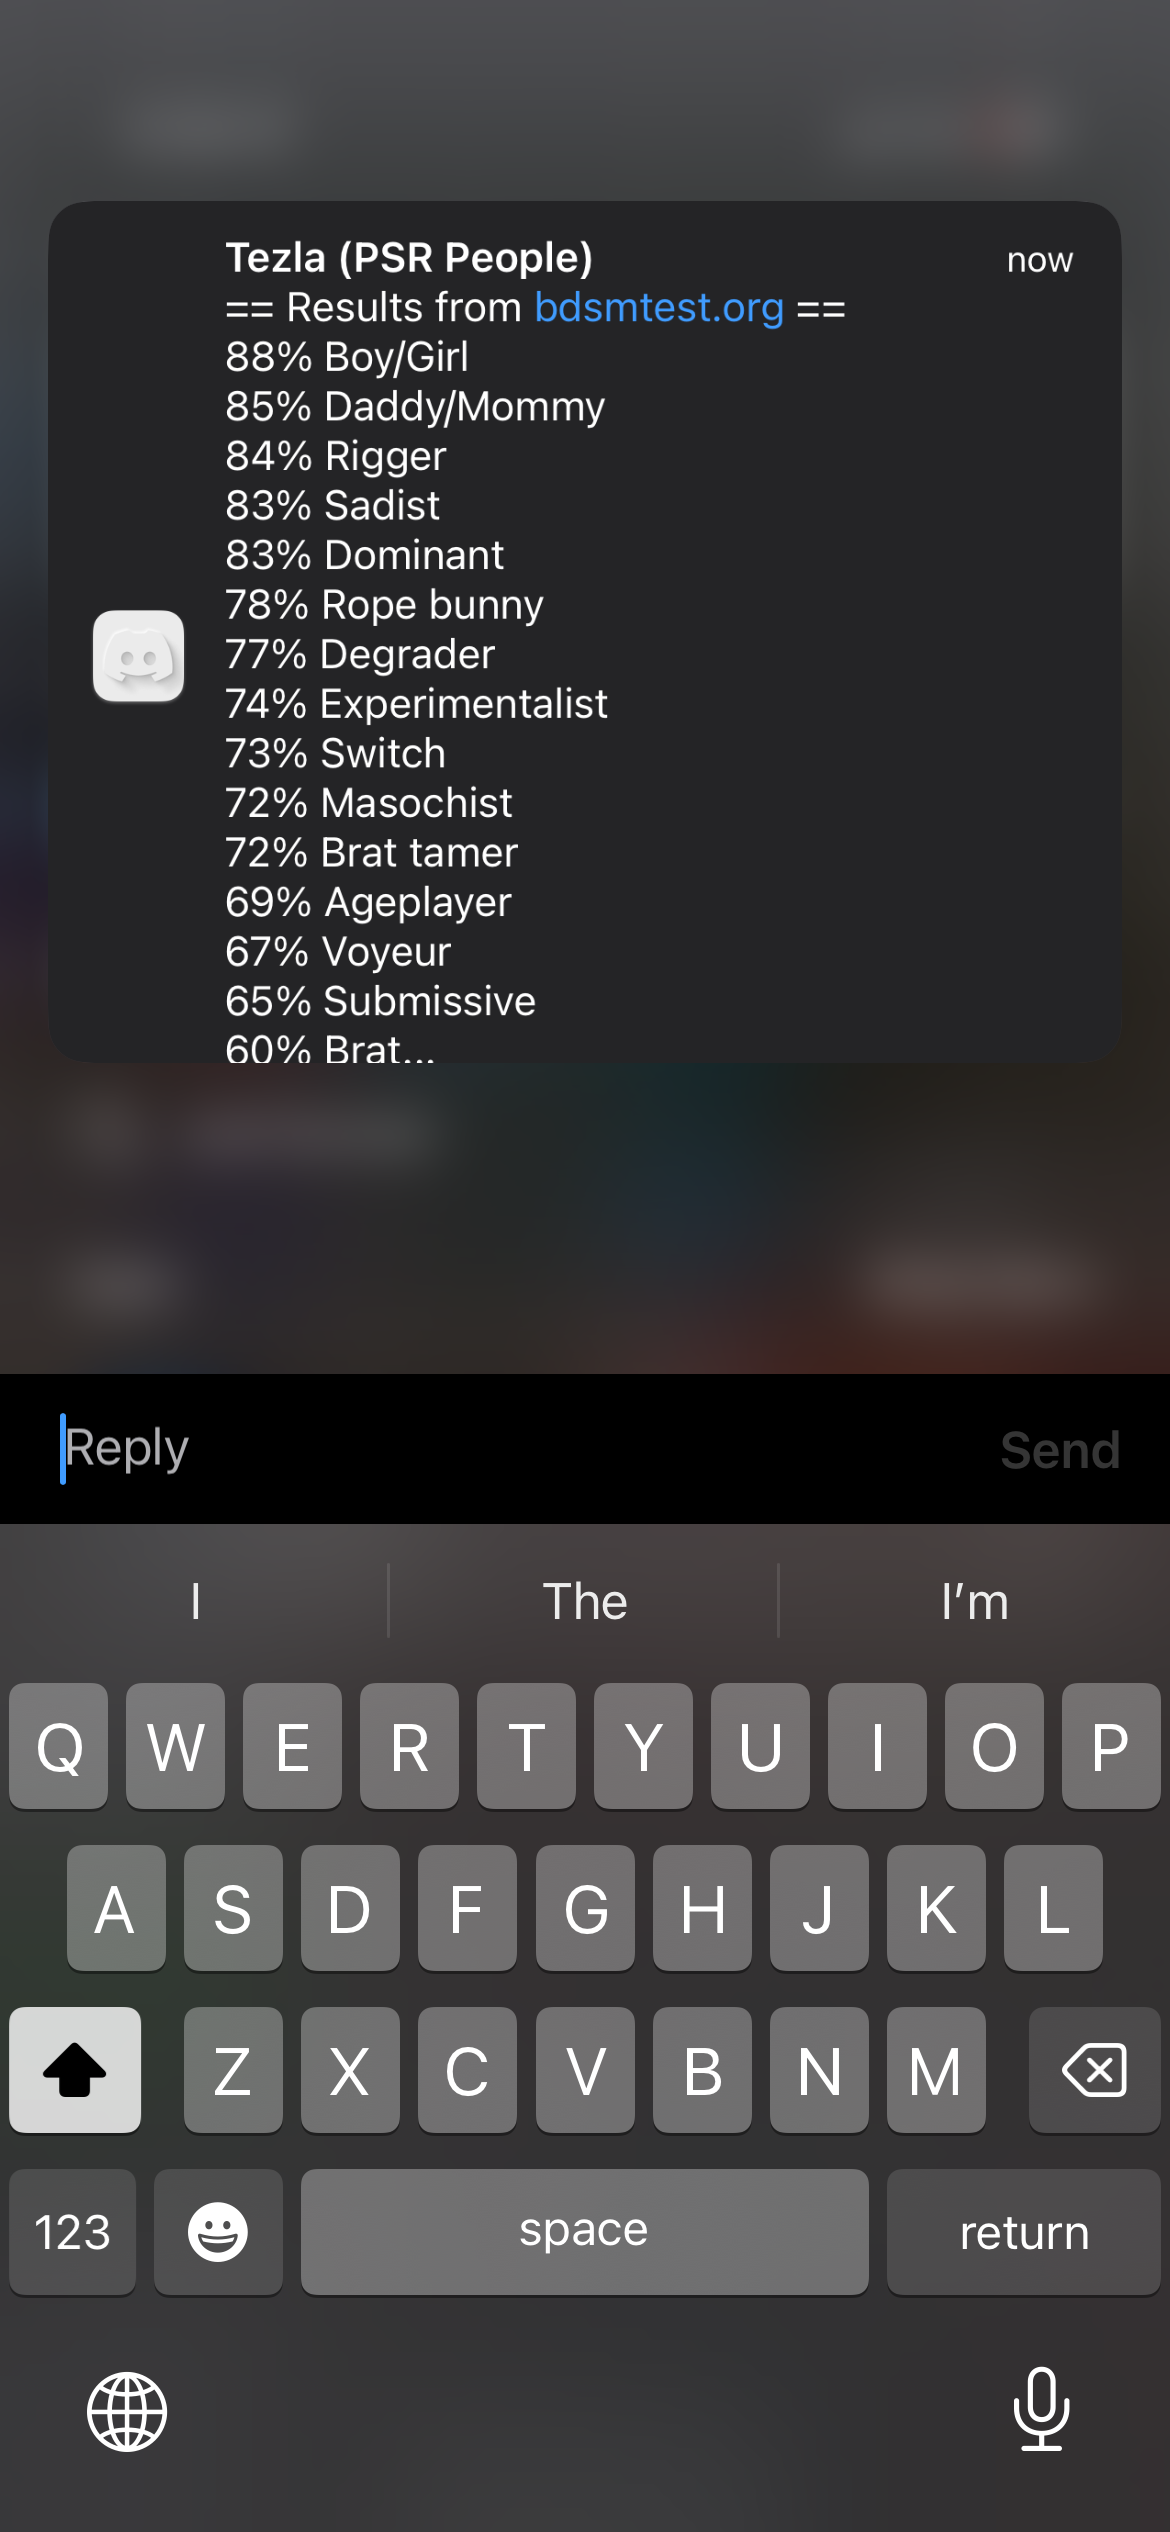 Tezla (PSR People)
now
== Results from bdsmtest.org ==
88% Boy/Girl
85% Daddy/Mommy
84% Rigger
83% Sadist
83% Dominant
78% Rope bunny
77% Degrader
74% Experimentalist
73% Switch
72% Masochist
72% Brat tamer
69% Ageplayer
67% Voyeur
65% Submissive
60% Brat...
Reply
Send
I The I’m
Q W E R T Y U I O P
A S D F G H J K L
Z X C V B N M
123 space return